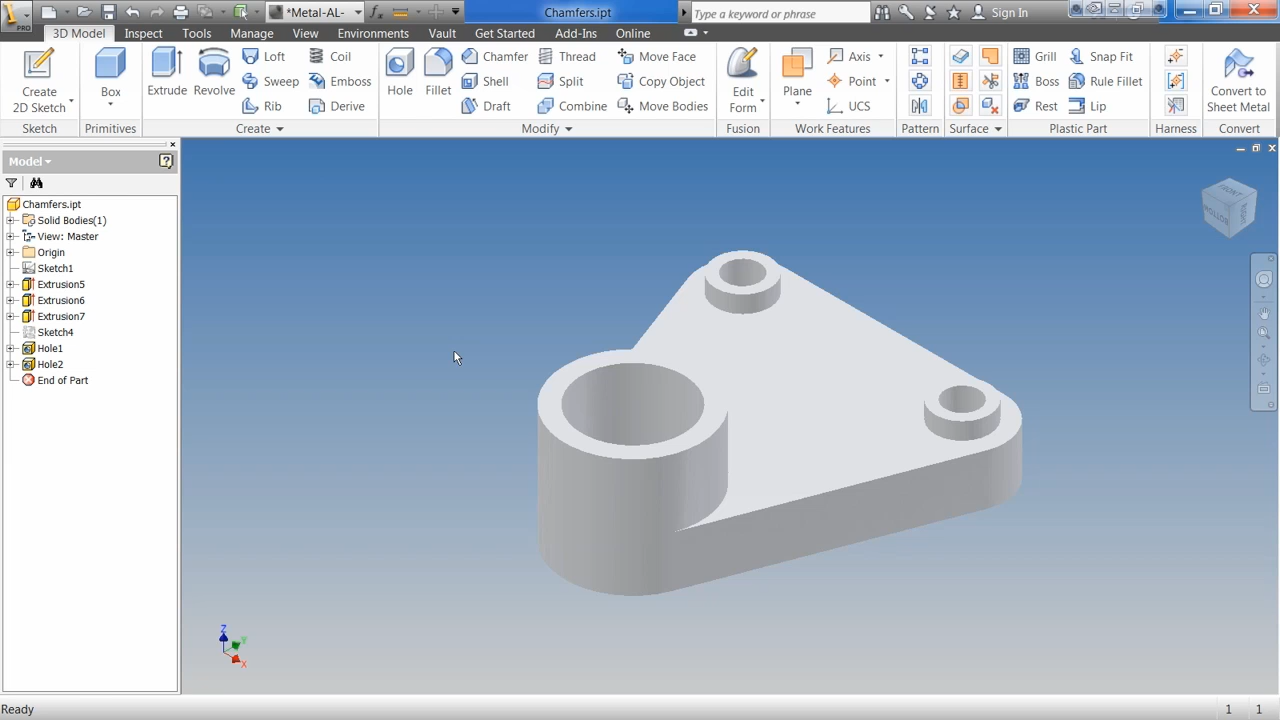 PRO
*Metal-AL-
Chamfers.ipt
Type a keyword or phrase
Sign In
3D Model Inspect Tools Manage View Environments Vault Get Started Add-Ins Online
Create
2D Sketch
Box
Extrude
Revolve
Loft
Sweep
Rib
Coil
Emboss
Derive
Hole
Fillet
Chamfer
Shell
Draft
Thread
Split
Combine
Move Face
Copy Object
Move Bodies
Edit
Form
Plane
Axis
Point
UCS
Grill
Boss
Rest
Snap Fit
Rule Fillet
Lip
Convert to
Sheet Metal
Sketch Primitives Create Modify Fusion Work Features Pattern Surface Plastic Part Harness Convert
Model
Chamfers.ipt
Solid Bodies(1)
View: Master
Origin
Sketch1
Extrusion5
Extrusion6
Extrusion7
Sketch4
Hole1
Hole2
End of Part
FRONT
BOTTOM
Z
Y
X
Ready
1 1